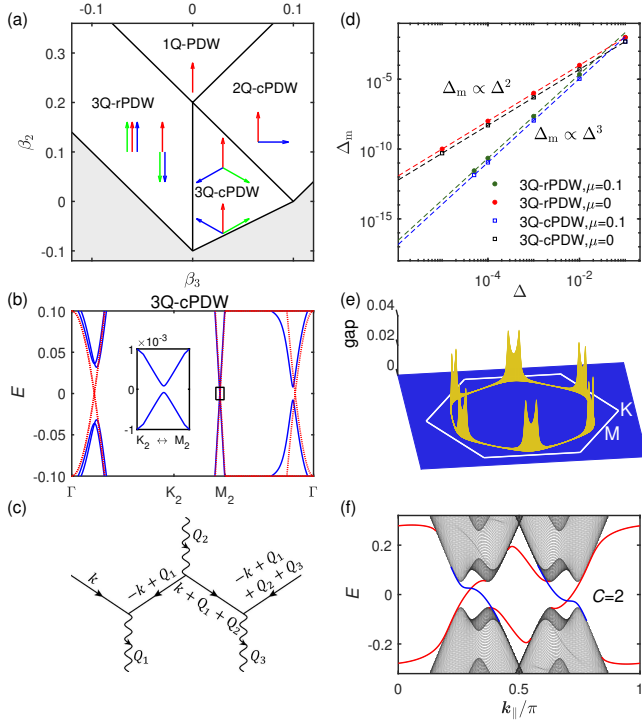 (a)
-0.1 0 0.1
1Q-PDW
0.3
3Q-rPDW
2Q-cPDW
0.2
β₂
0.1
3Q-cPDW
0
-0.1
β₃
(b)
3Q-cPDW
0.10
0.05
E
0
-0.05
-0.10
1
×10⁻³
0
-1
K₂ ↔ M₂
Γ K₂ M₂ Γ
(c)
Q₂
k
-k + Q₁
k + Q₁ + Q₂
-k + Q₁
+ Q₂ + Q₃
Q₁
Q₃
(d)
10⁻⁵
Δₘ ∝ Δ²
Δₘ
Δₘ ∝ Δ³
10⁻¹⁰
3Q-rPDW,μ=0.1
3Q-rPDW,μ=0
10⁻¹⁵
3Q-cPDW,μ=0.1
3Q-cPDW,μ=0
10⁻⁴ 10⁻²
Δ
(e)
0.04
0.02
gap
0
K
M
(f)
0.2
E
0
C=2
-0.2
0 0.5 1
k∥/π